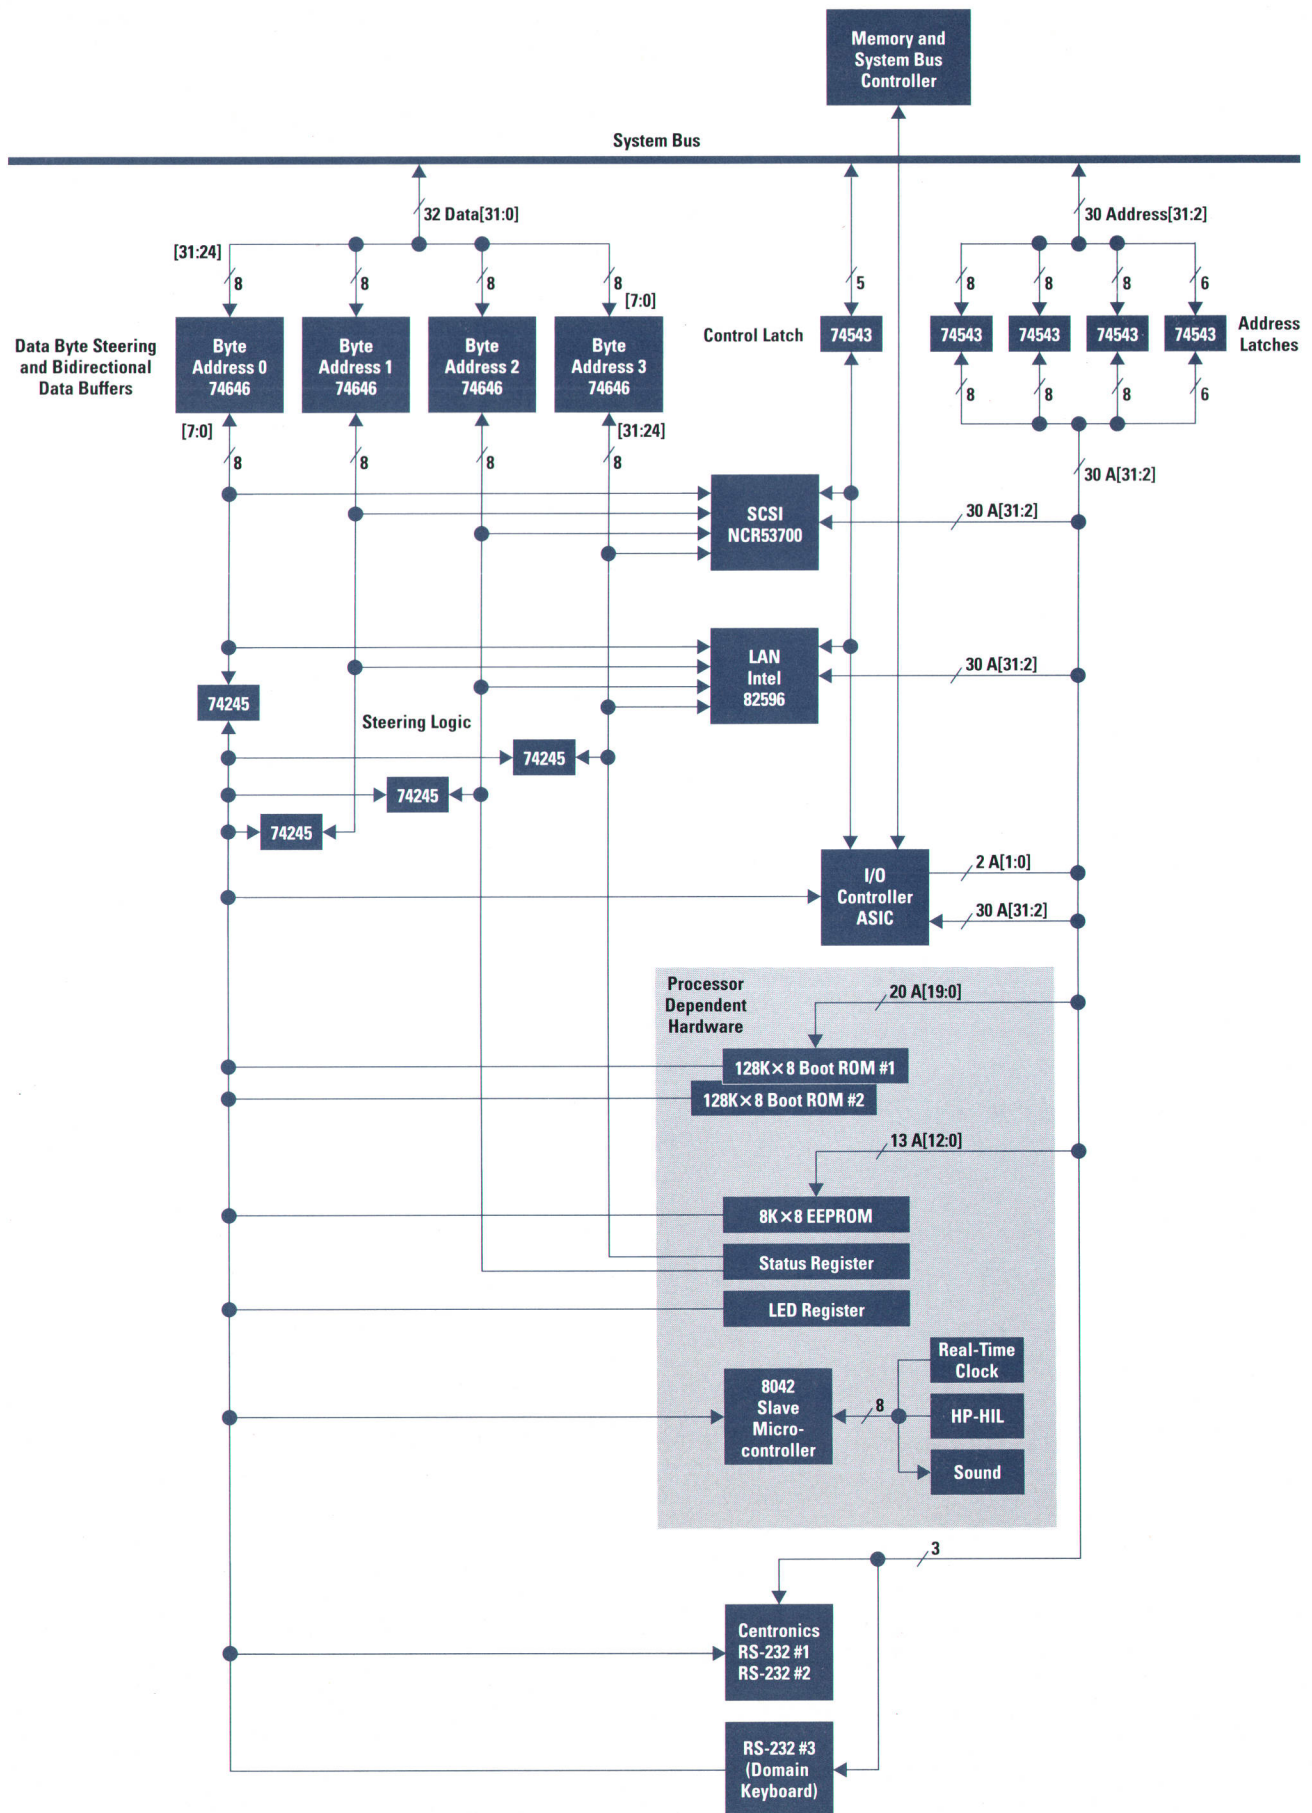 Memory and
System Bus
Controller
System Bus
32 Data[31:0]
30 Address[31:2]
[31:24]
8
8
8
8
[7:0]
5
8
8
8
6
Data Byte Steering
and Bidirectional
Data Buffers
Byte
Address 0
74646
Byte
Address 1
74646
Byte
Address 2
74646
Byte
Address 3
74646
Control Latch
74543
74543
74543
74543
74543
Address
Latches
8
8
8
6
[7:0]
[31:24]
8
8
8
8
30 A[31:2]
SCSI
NCR53700
30 A[31:2]
LAN
Intel
82596
30 A[31:2]
74245
Steering Logic
74245
74245
74245
I/O
Controller
ASIC
2 A[1:0]
30 A[31:2]
Processor
Dependent
Hardware
20 A[19:0]
128K×8 Boot ROM #1
128K×8 Boot ROM #2
13 A[12:0]
8K×8 EEPROM
Status Register
LED Register
8042
Slave
Micro-
controller
8
Real-Time
Clock
HP-HIL
Sound
3
Centronics
RS-232 #1
RS-232 #2
RS-232 #3
(Domain
Keyboard)